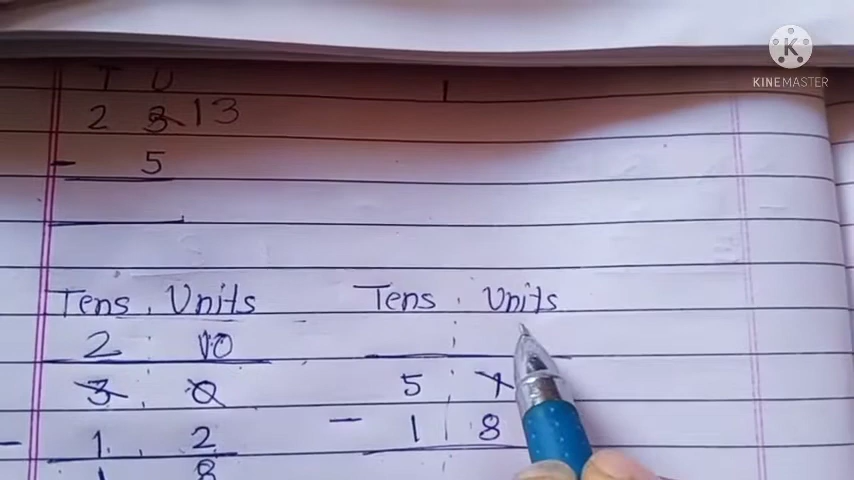 T U
2 3 13
- 5
K
KINEMASTER
Tens Units Tens Units
2 10
3 0 5 1
- 1 2 - 1 8
1 8